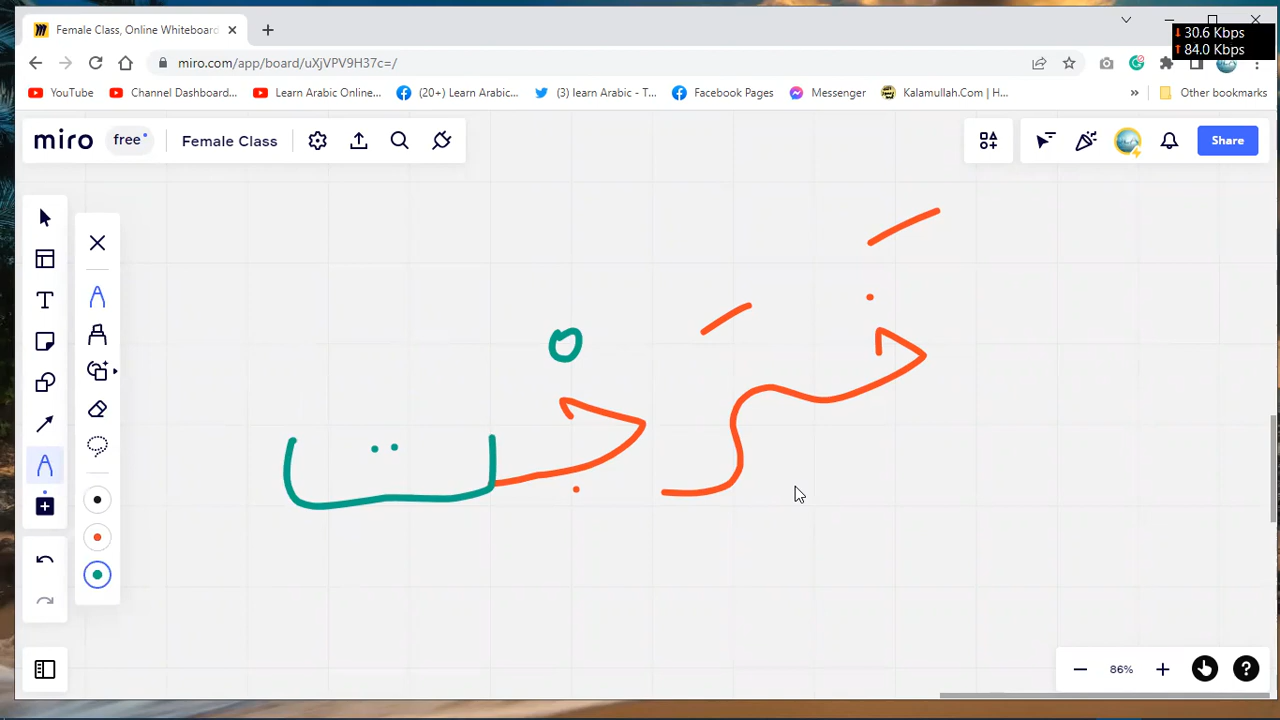 Female Class, Online Whiteboard
30.6 Kbps
84.0 Kbps
miro.com/app/board/uXjVPV9H37c=/
YouTube Channel Dashboard... Learn Arabic Online... (20+) Learn Arabic... (3) learn Arabic - T... Facebook Pages Messenger Kalamullah.Com | H... » Other bookmarks
miro free Female Class Share
خَرَجْت
86%